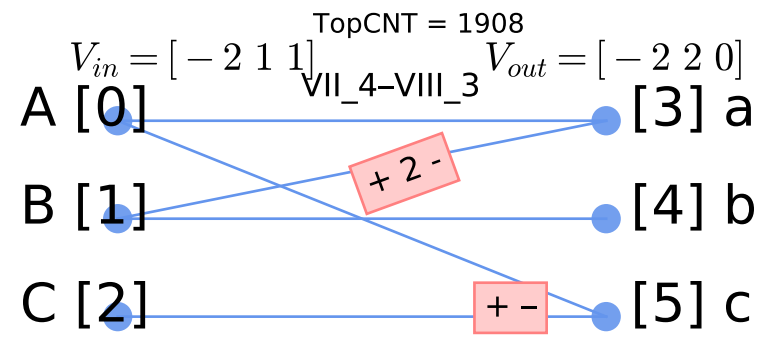 TopCNT = 1908
V_in = [ − 2 1 1] V_out = [ − 2 2 0]
VII_4–VIII_3
A [0] [3] a
+ 2 -
B [1] [4] b
C [2] + – [5] c